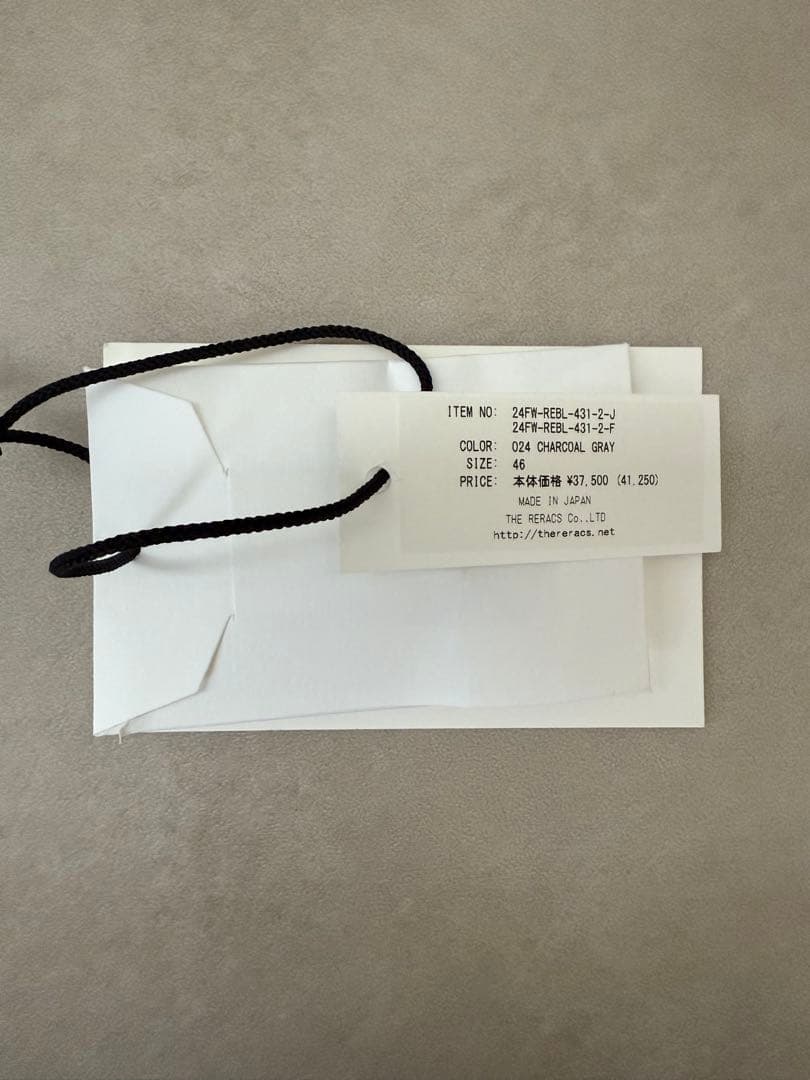 ITEM NO: 24FW-REBL-431-2-J
24FW-REBL-431-2-F
COLOR: 024 CHARCOAL GRAY
SIZE: 46
PRICE: 本体価格 ¥37,500 (41,250)
MADE IN JAPAN
THE RERACS Co.,LTD
http://thereracs.net